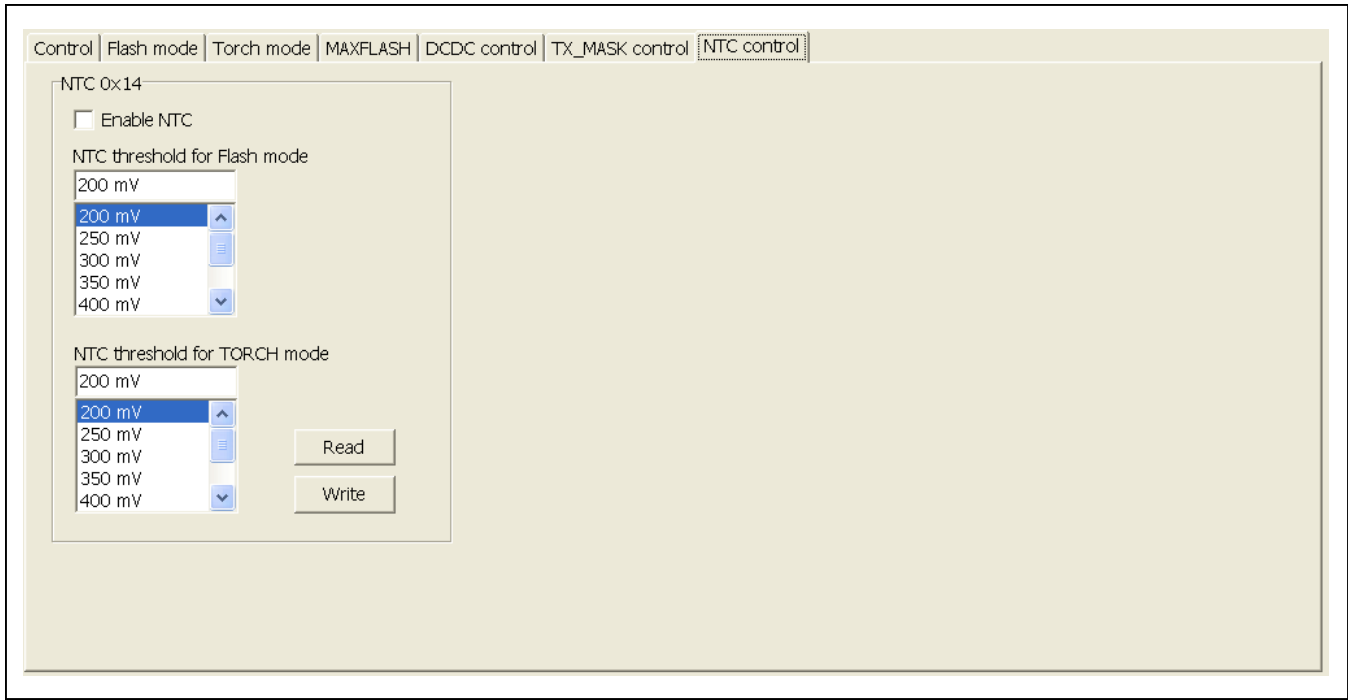 Control Flash mode Torch mode MAXFLASH DCDC control TX_MASK control NTC control
NTC 0x14
Enable NTC
NTC threshold for Flash mode
200 mV
200 mV
250 mV
300 mV
350 mV
400 mV
NTC threshold for TORCH mode
200 mV
200 mV
250 mV
300 mV
350 mV
400 mV
Read
Write